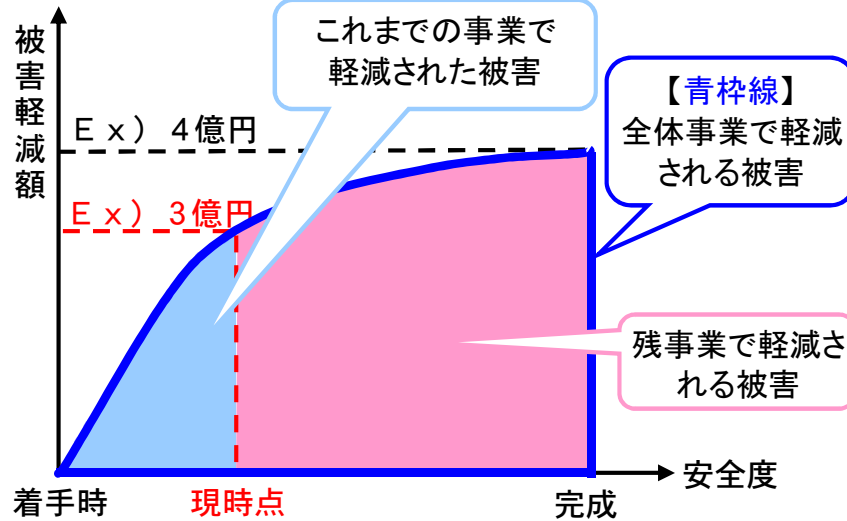 被害軽減額
これまでの事業で
軽減された被害
【青枠線】
全体事業で軽減
される被害
Ex) 4億円
Ex) 3億円
残事業で軽減さ
れる被害
安全度
着手時
現時点
完成